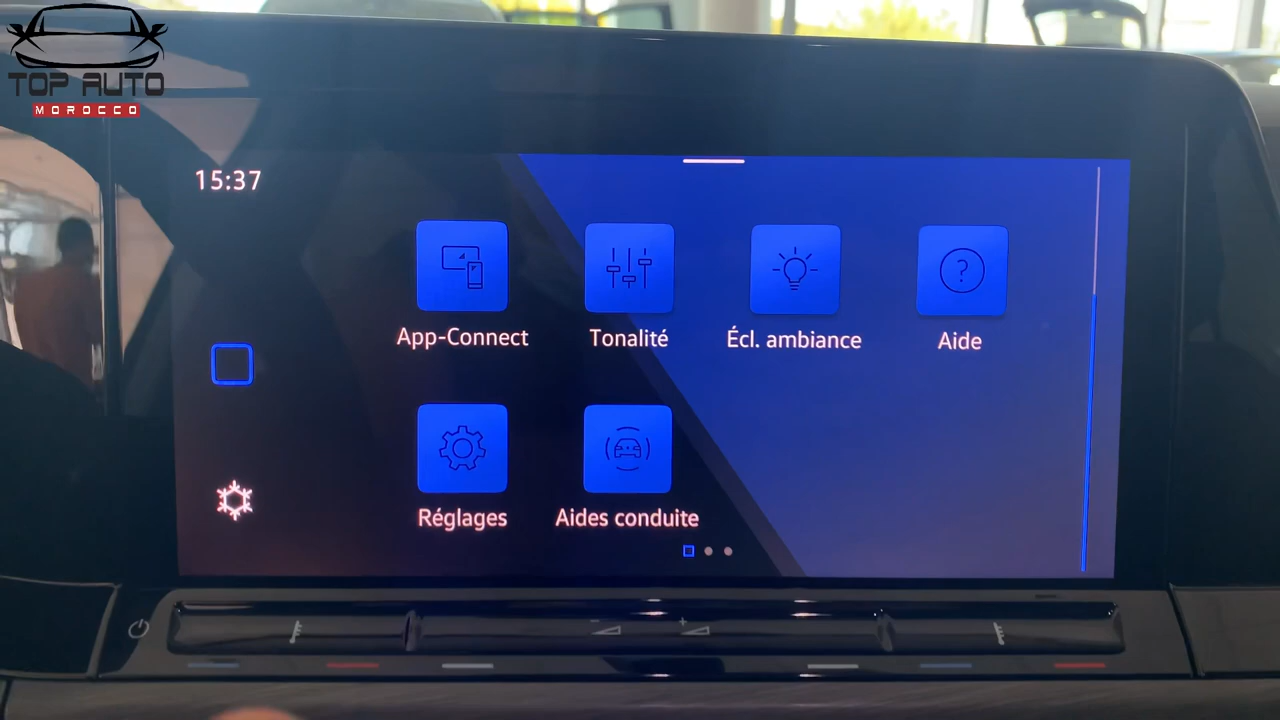 TOP AUTO
MOROCCO
15:37
App-Connect
Tonalité
Écl. ambiance
Aide
Réglages
Aides conduite